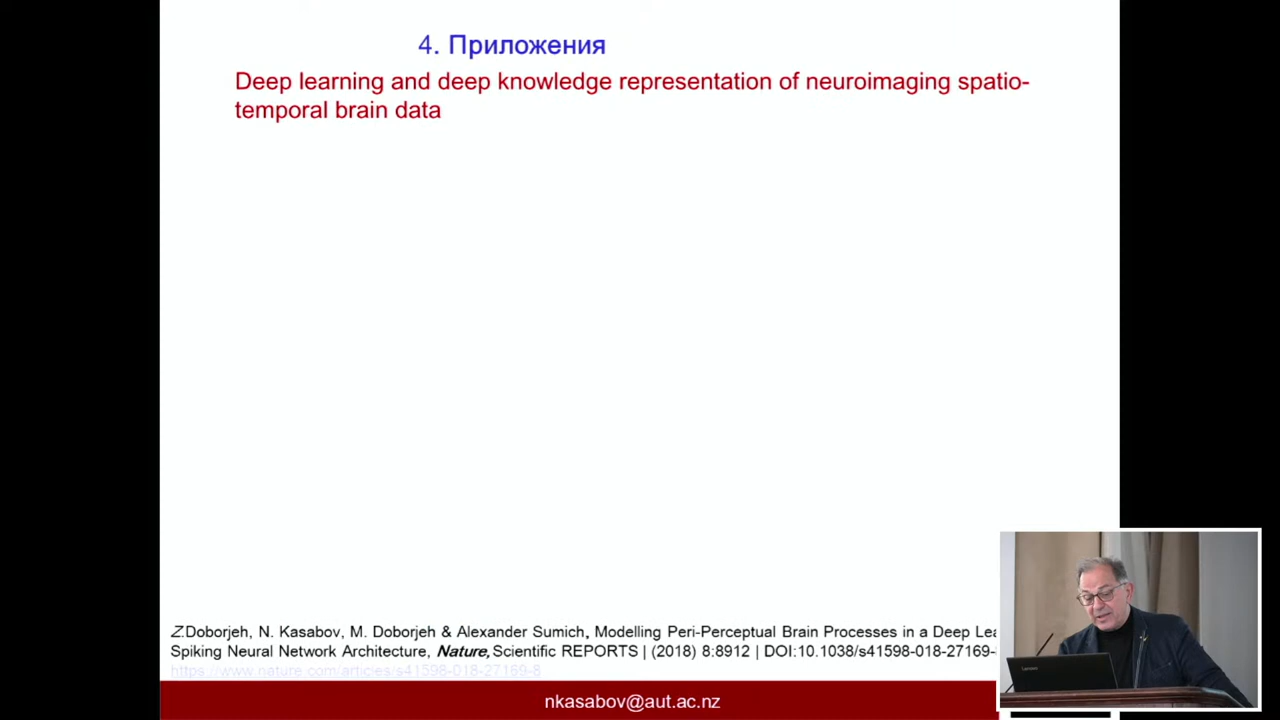 4. Приложения
Deep learning and deep knowledge representation of neuroimaging spatio-
temporal brain data
Z.Doborjeh, N. Kasabov, M. Doborjeh & Alexander Sumich, Modelling Peri-Perceptual Brain Processes in a Deep Lea
Spiking Neural Network Architecture, Nature, Scientific REPORTS | (2018) 8:8912 | DOI:10.1038/s41598-018-27169-
https://www.nature.com/articles/s41598-018-27169-8
nkasabov@aut.ac.nz